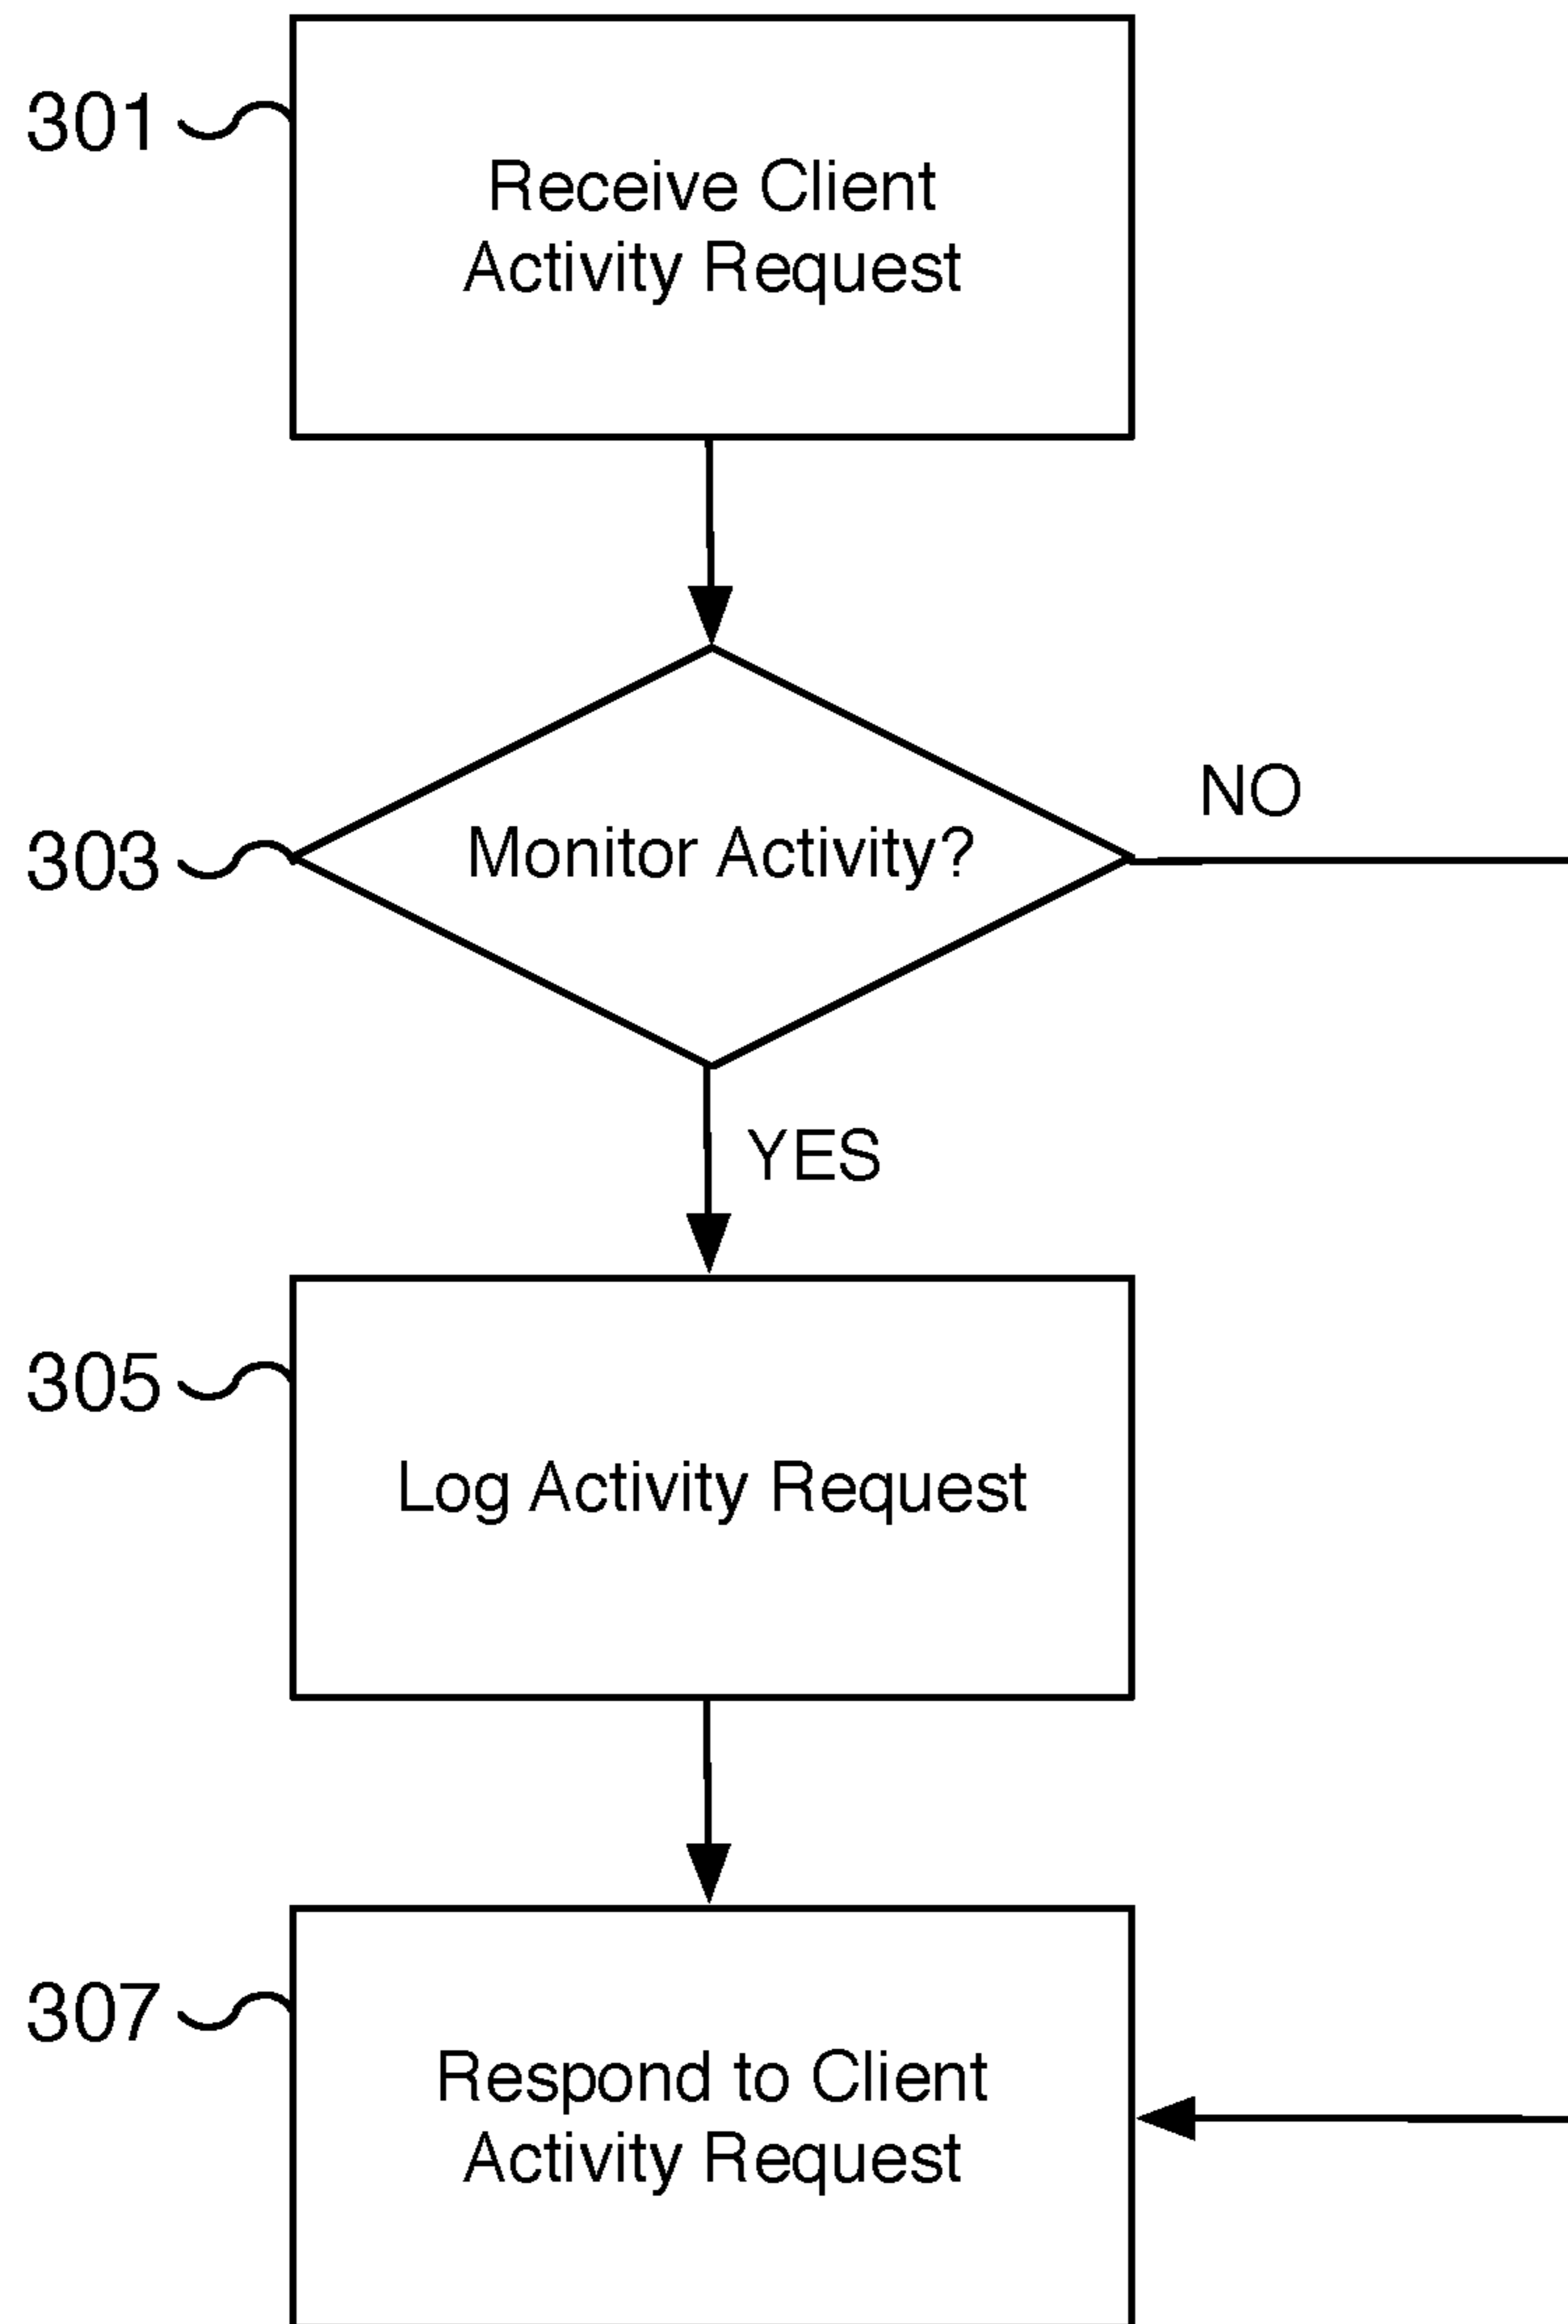 301
Receive Client
Activity Request
303
Monitor Activity?
NO
YES
305
Log Activity Request
307
Respond to Client
Activity Request